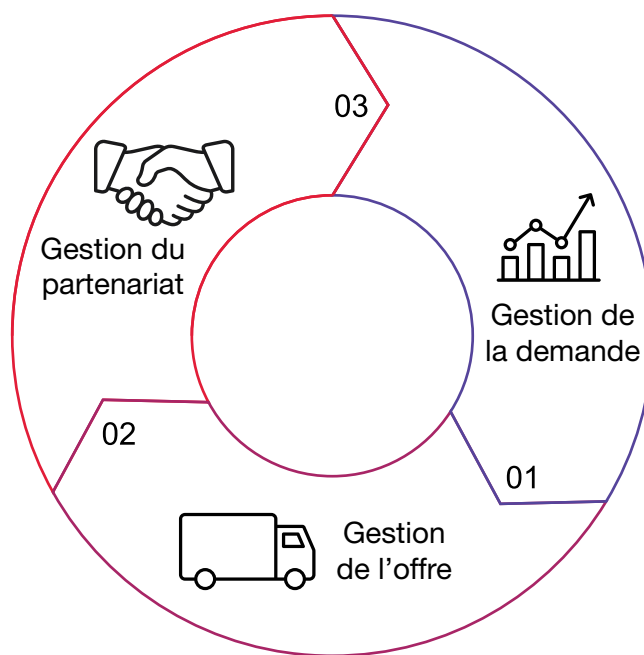 03
Gestion du
partenariat
Gestion de
la demande
02
01
Gestion
de l’offre